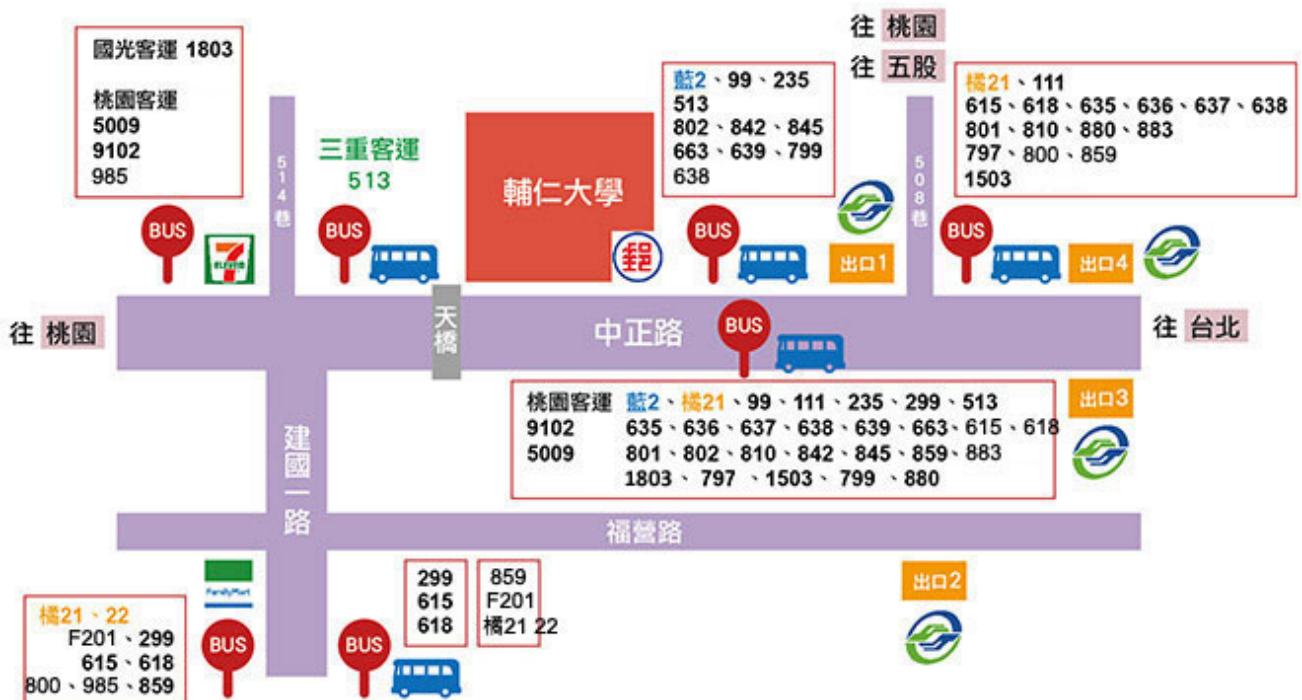 往 桃園
往 五股
國光客運 1803
桃園客運
5009
9102
985
BUS
7
ELEVEN
514巷
三重客運
513
BUS
輔仁大學
郵
藍2、99、235
513
802、842、845
663、639、799
638
BUS
出口1
508巷
橘21、111
615、618、635、636、637、638
801、810、880、883
797、800、859
1503
BUS
出口4
往 桃園
天橋
中正路
BUS
往 台北
桃園客運 藍2、橘21、99、111、235、299、513
9102 635、636、637、638、639、663、615、618
5009 801、802、810、842、845、859、883
1803、797、1503、799、880
出口3
建國一路
福營路
FamilyMart
橘21、22
F201、299
615、618
800、985、859
BUS
BUS
299
615
618
859
F201
橘21 22
出口2